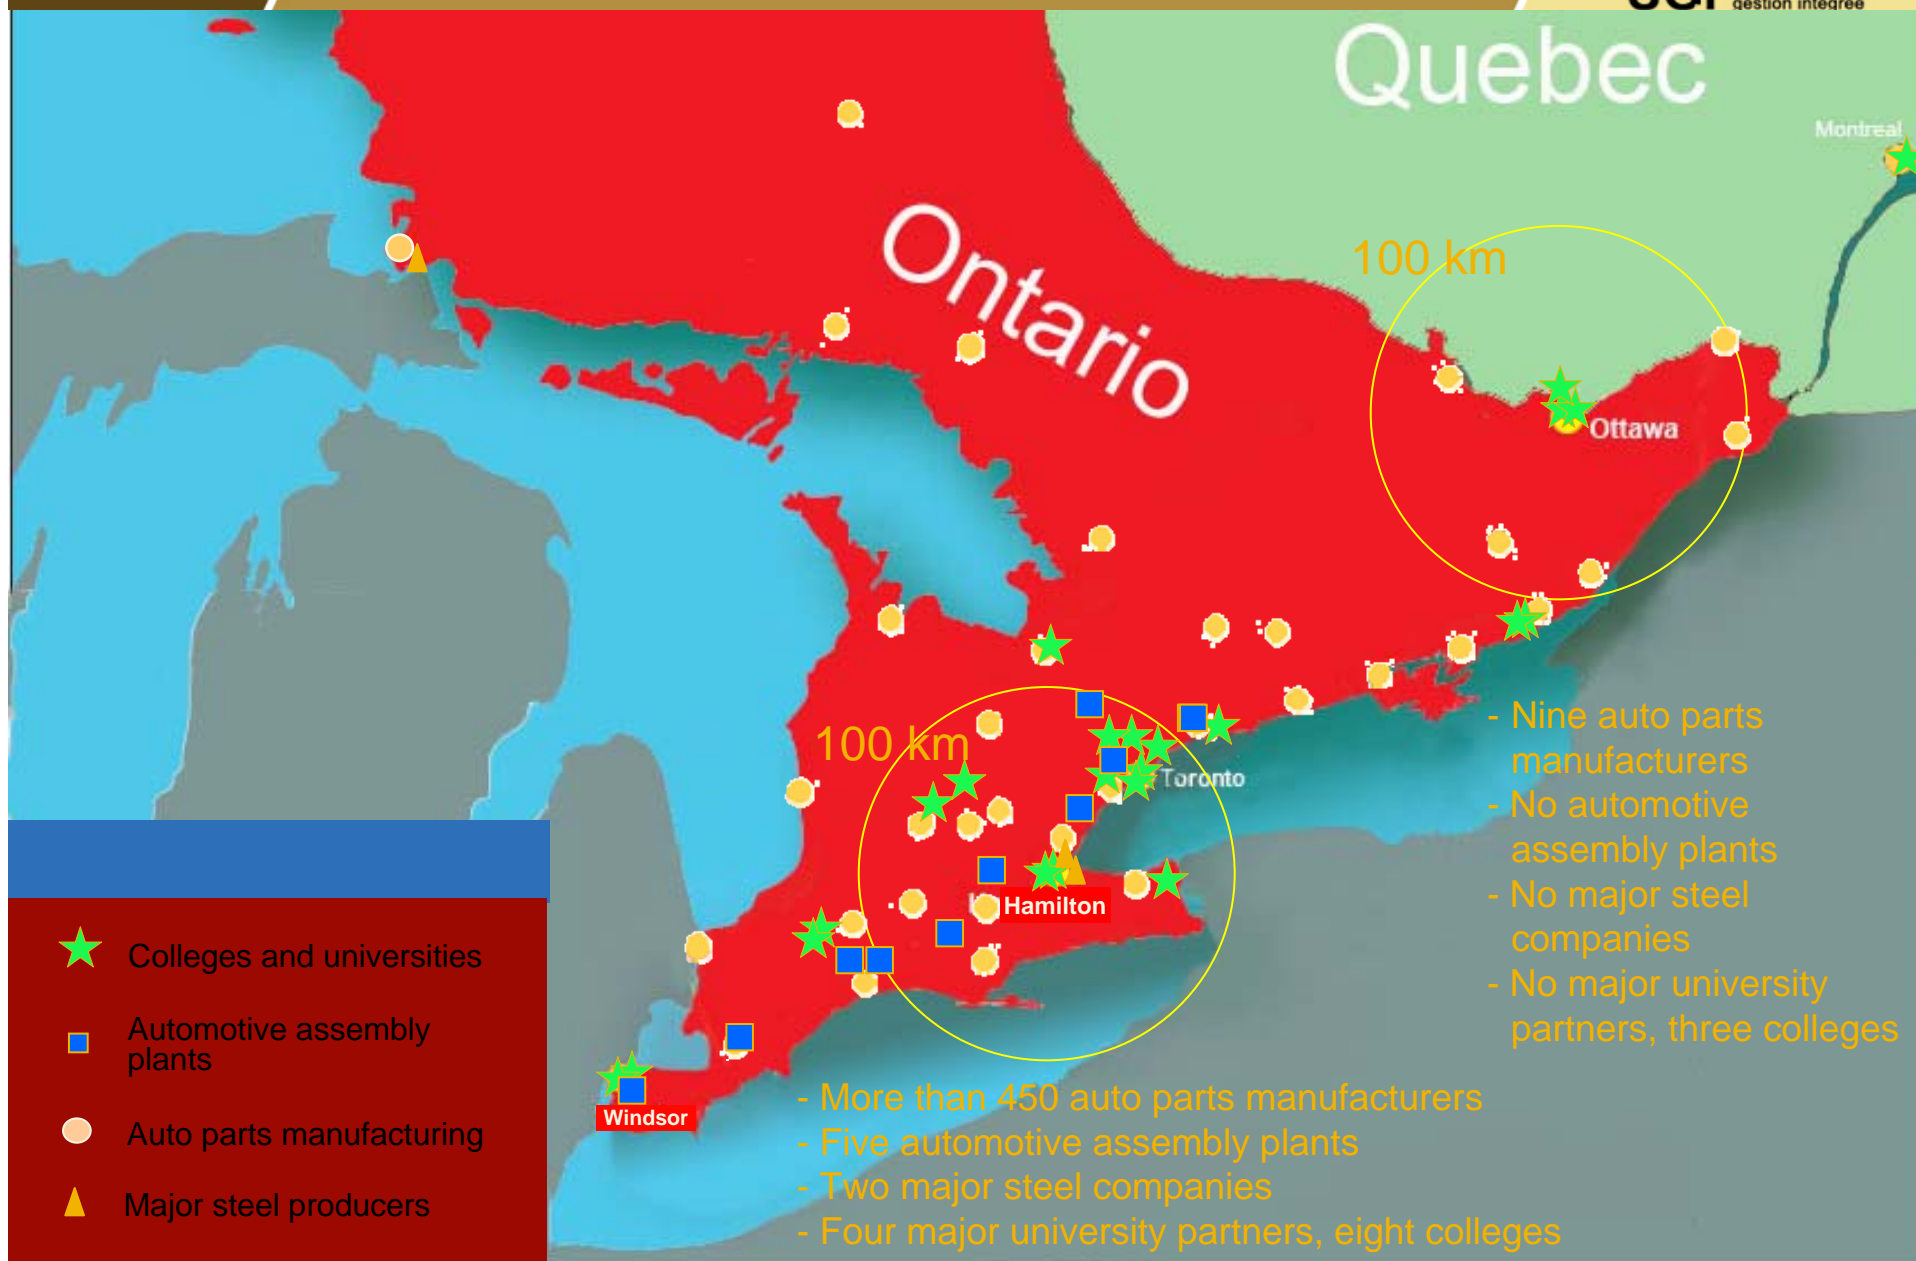 gestion intégrée
Quebec
Montreal
Ontario
100 km
Ottawa
100 km
Toronto
Hamilton
Windsor
- Nine auto parts
manufacturers
- No automotive
assembly plants
- No major steel
companies
- No major university
partners, three colleges
- More than 450 auto parts manufacturers
- Five automotive assembly plants
- Two major steel companies
- Four major university partners, eight colleges
Colleges and universities
Automotive assembly
plants
Auto parts manufacturing
Major steel producers